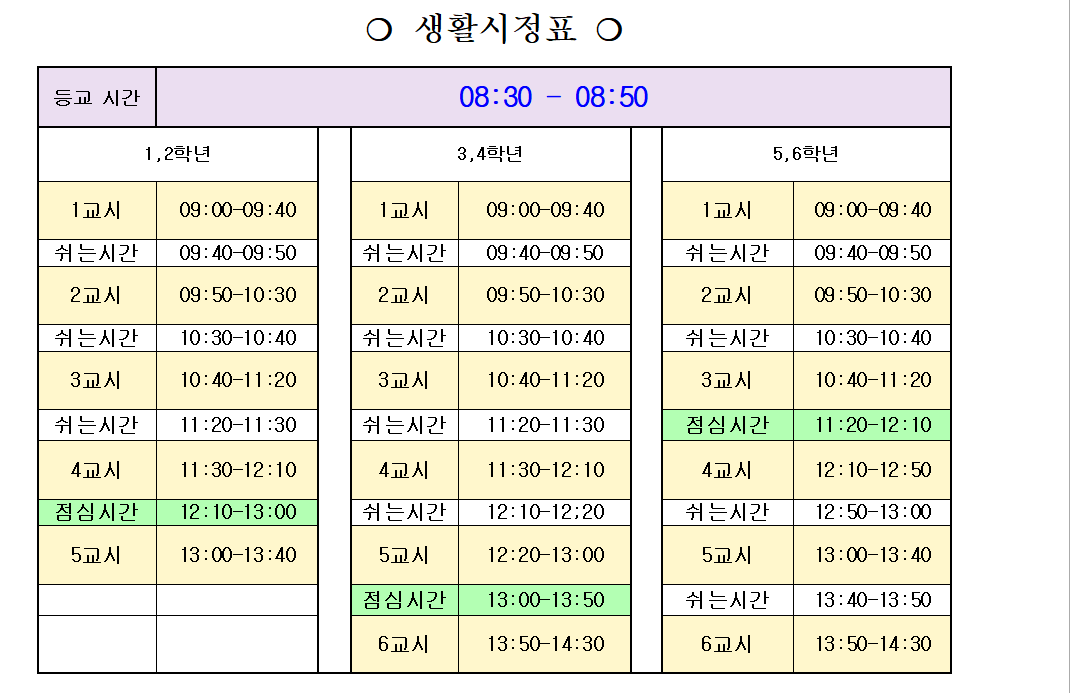 ❍ 생활시정표 ❍
등교 시간 08:30 - 08:50
1,2학년 3,4학년 5,6학년
1교시 09:00-09:40 1교시 09:00-09:40 1교시 09:00-09:40
쉬는시간 09:40-09:50 쉬는시간 09:40-09:50 쉬는시간 09:40-09:50
2교시 09:50-10:30 2교시 09:50-10:30 2교시 09:50-10:30
쉬는시간 10:30-10:40 쉬는시간 10:30-10:40 쉬는시간 10:30-10:40
3교시 10:40-11:20 3교시 10:40-11:20 3교시 10:40-11:20
쉬는시간 11:20-11:30 쉬는시간 11:20-11:30 점심시간 11:20-12:10
4교시 11:30-12:10 4교시 11:30-12:10 4교시 12:10-12:50
점심시간 12:10-13:00 쉬는시간 12:10-12;20 쉬는시간 12:50-13:00
5교시 13:00-13:40 5교시 12:20-13:00 5교시 13:00-13:40
점심시간 13:00-13:50 쉬는시간 13:40-13:50
6교시 13:50-14:30 6교시 13:50-14:30